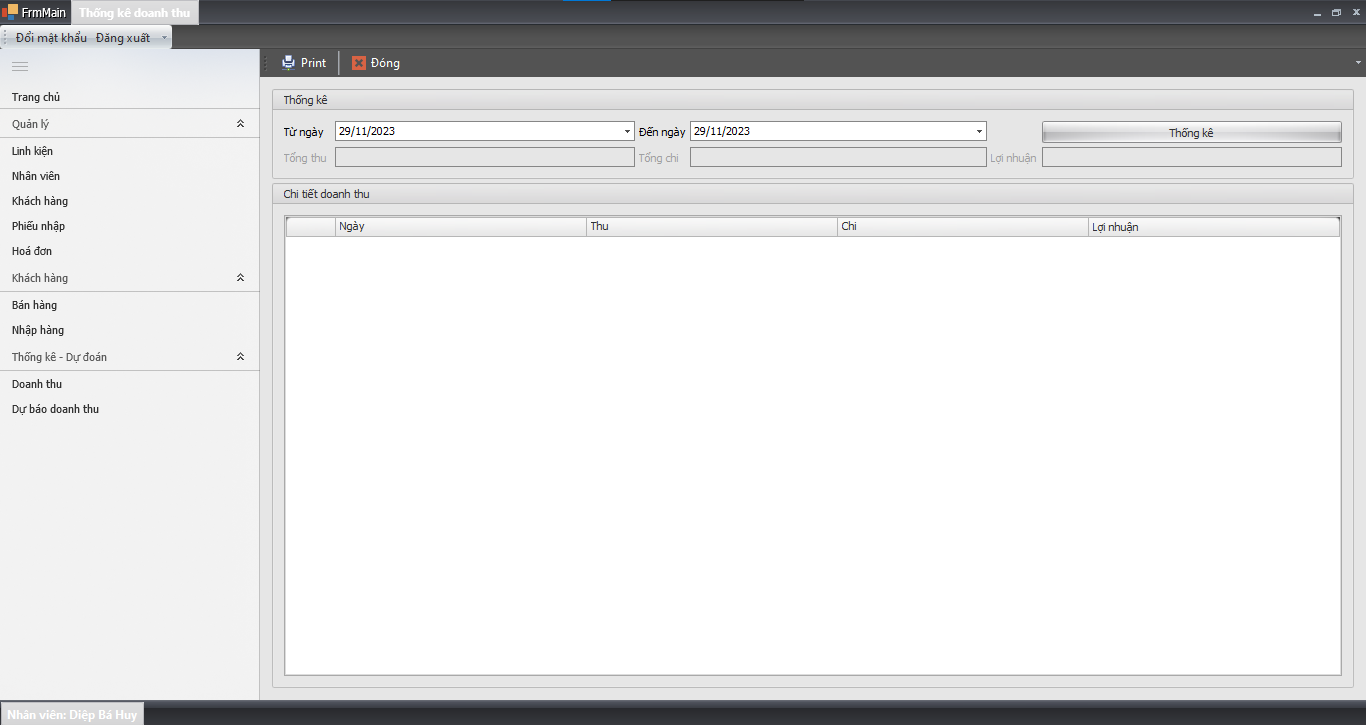 FrmMain Thống kê doanh thu
Đổi mật khẩu Đăng xuất
Print Đóng
Trang chủ
Quản lý
Linh kiện
Nhân viên
Khách hàng
Phiếu nhập
Hoá đơn
Khách hàng
Bán hàng
Nhập hàng
Thống kê - Dự đoán
Doanh thu
Dự báo doanh thu
Thống kê
Từ ngày 29/11/2023 Đến ngày 29/11/2023 Thống kê
Tổng thu Tổng chi Lợi nhuận
Chi tiết doanh thu
Ngày Thu Chi Lợi nhuận
Nhân viên: Diệp Bá Huy